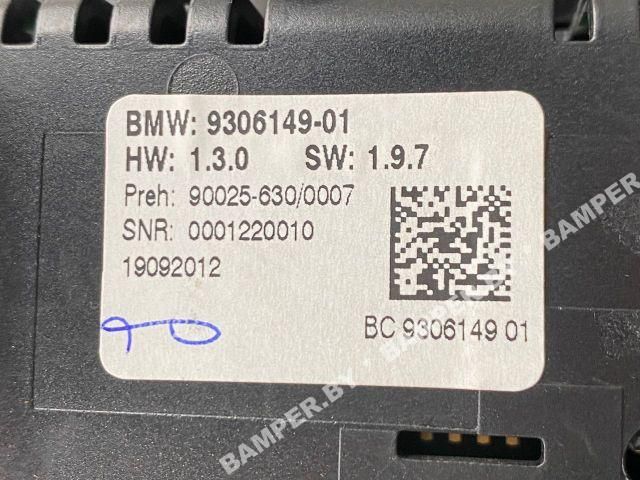 BMW: 9306149-01
HW: 1.3.0 SW: 1.9.7
Preh: 90025-630/0007
SNR: 0001220010
19092012
BC 9306149 01
BAMPER.BY - BAMPER.BY - BAMPER.BY